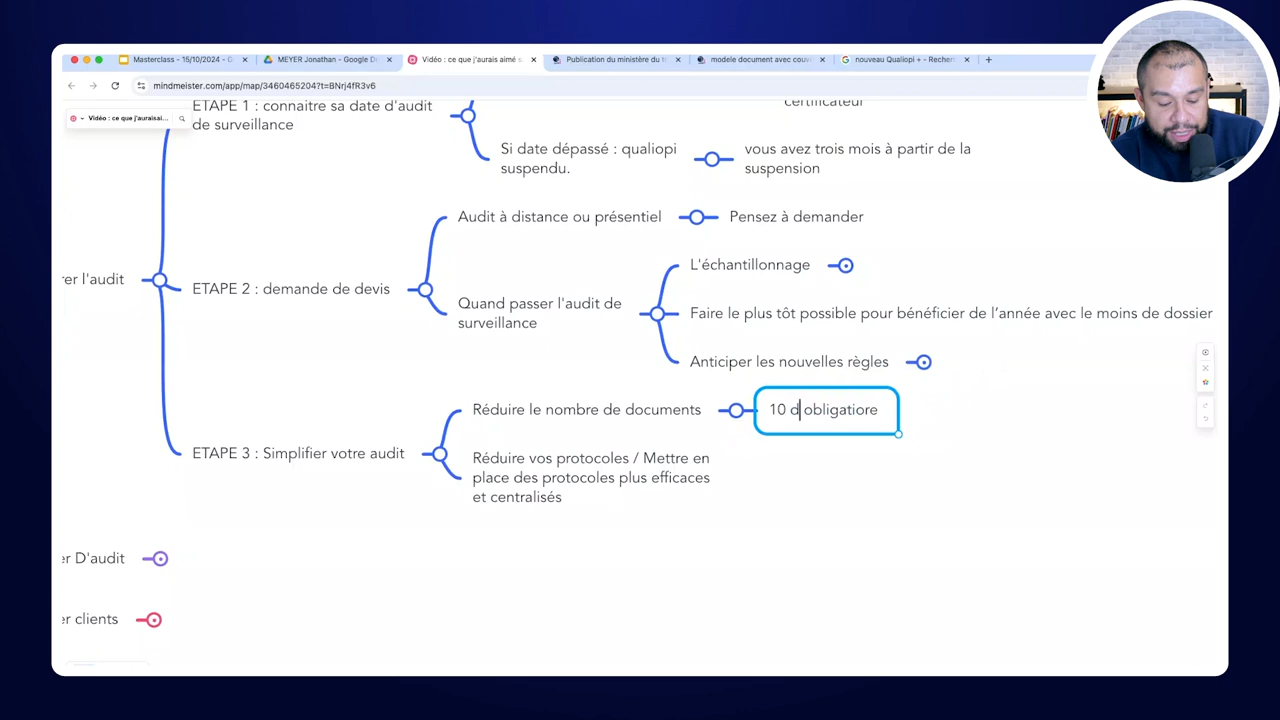 Masterclass - 15/10/2024 - G
MEYER Jonathan - Google D
Vidéo : ce que j'aurais aimé s
Publication du ministère du t
modele document avec couv
nouveau Qualiopi + - Recher
mindmeister.com/app/map/3460465204?t=BNrj4fR3v6
Vidéo : ce que j'auraisai...
ETAPE 1 : connaitre sa date d'audit
de surveillance
certificateur
Si date dépassé : qualiopi
suspendu.
vous avez trois mois à partir de la
suspension
Audit à distance ou présentiel
Pensez à demander
rer l'audit
ETAPE 2 : demande de devis
L'échantillonnage
Quand passer l'audit de
surveillance
Faire le plus tôt possible pour bénéficier de l'année avec le moins de dossier
Anticiper les nouvelles règles
Réduire le nombre de documents
10 d obligatiore
ETAPE 3 : Simplifier votre audit
Réduire vos protocoles / Mettre en
place des protocoles plus efficaces
et centralisés
er D'audit
er clients